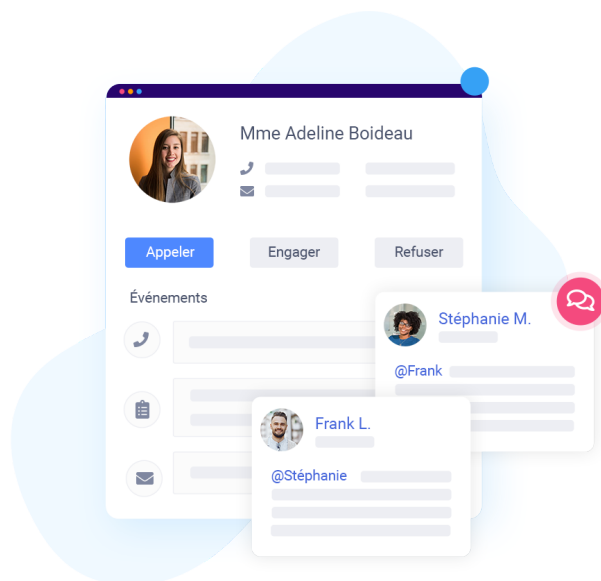 Mme Adeline Boideau
Appeler
Engager
Refuser
Événements
Stéphanie M.
@Frank
Frank L.
@Stéphanie